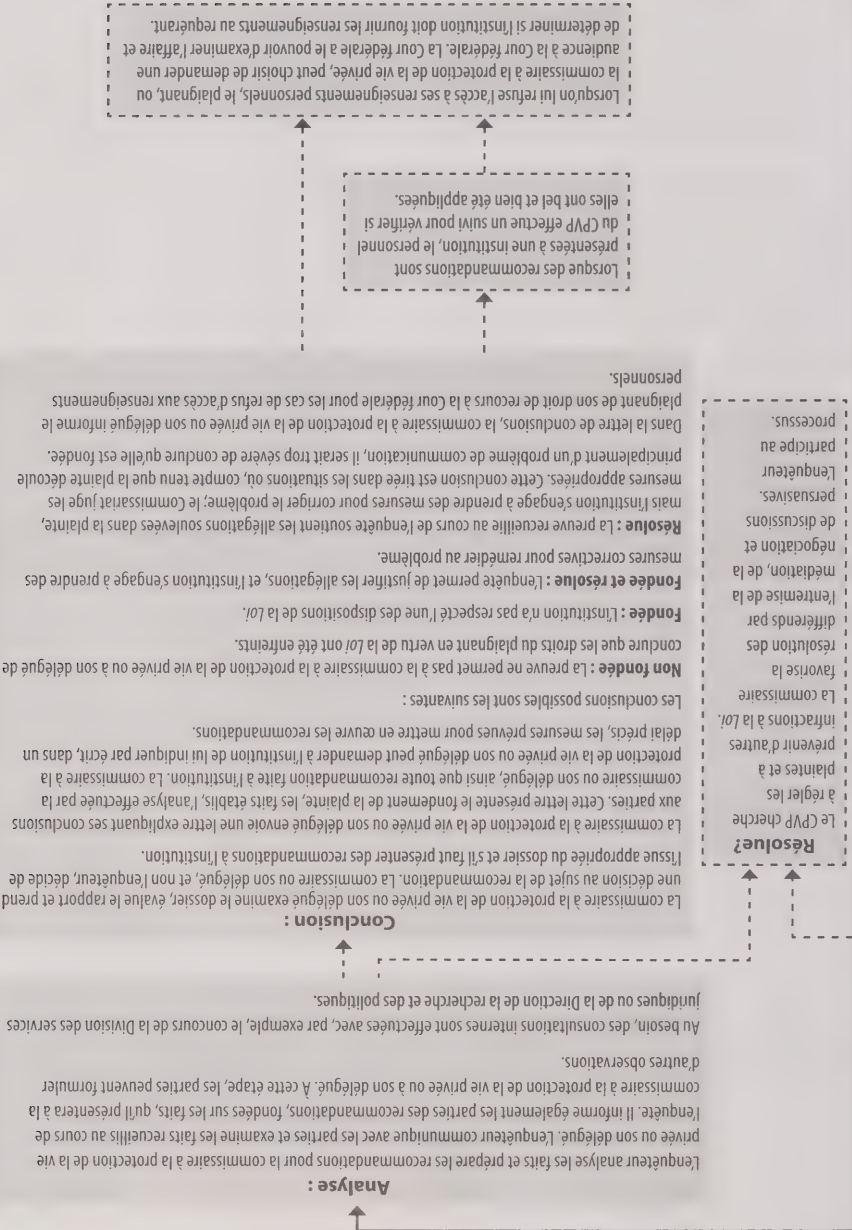 Analyse :
L'enquêteur analyse les faits et prépare les recommandations pour la commissaire à la protection de la vie
privée ou son délégué. L'enquêteur communique avec les parties et examine les faits recueillis au cours de
l'enquête. Il informe également les parties des recommandations, fondées sur les faits, qu'il présentera à la
commissaire à la protection de la vie privée ou à son délégué. À cette étape, les parties peuvent formuler
d'autres observations.
Au besoin, des consultations internes sont effectuées avec, par exemple, le concours de la Division des services
juridiques ou de la Direction de la recherche et des politiques.
Résolue?
Le CPVP cherche
à régler les
plaintes et à
prévenir d'autres
infractions à la Loi.
La commissaire
favorise la
résolution des
différends par
l'entremise de la
médiation, de la
négociation et
de discussions
persuasives.
L'enquêteur
participe au
processus.
Conclusion :
La commissaire à la protection de la vie privée ou son délégué examine le dossier, évalue le rapport et prend
une décision au sujet de la recommandation. La commissaire ou son délégué, et non l'enquêteur, décide de
l'issue appropriée du dossier et s'il faut présenter des recommandations à l'institution.
La commissaire à la protection de la vie privée ou son délégué envoie une lettre expliquant ses conclusions
aux parties. Cette lettre présente le fondement de la plainte, les faits établis, l'analyse effectuée par la
commissaire ou son délégué, ainsi que toute recommandation faite à l'institution. La commissaire à la
protection de la vie privée ou son délégué peut demander à l'institution de lui indiquer par écrit, dans un
délai précis, les mesures prévues pour mettre en œuvre les recommandations.
Les conclusions possibles sont les suivantes :
Non fondée : La preuve ne permet pas à la commissaire à la protection de la vie privée ou à son délégué de
conclure que les droits du plaignant en vertu de la Loi ont été enfreints.
Fondée : L'institution n'a pas respecté l'une des dispositions de la Loi.
Fondée et résolue : L'enquête permet de justifier les allégations, et l'institution s'engage à prendre des
mesures correctives pour remédier au problème.
Résolue : La preuve recueillie au cours de l'enquête soutient les allégations soulevées dans la plainte,
mais l'institution s'engage à prendre des mesures pour corriger le problème; le Commissariat juge les
mesures appropriées. Cette conclusion est tirée dans les situations où, compte tenu que la plainte découle
principalement d'un problème de communication, il serait trop sévère de conclure qu'elle est fondée.
Dans la lettre de conclusions, la commissaire à la protection de la vie privée ou son délégué informe le
plaignant de son droit de recours à la Cour fédérale pour les cas de refus d'accès aux renseignements
personnels.
Lorsque des recommandations sont
présentées à une institution, le personnel
du CPVP effectue un suivi pour vérifier si
elles ont bel et bien été appliquées.
Lorsqu'on lui refuse l'accès à ses renseignements personnels, le plaignant, ou
la commissaire à la protection de la vie privée, peut choisir de demander une
audience à la Cour fédérale. La Cour fédérale a le pouvoir d'examiner l'affaire et
de déterminer si l'institution doit fournir les renseignements au requérant.